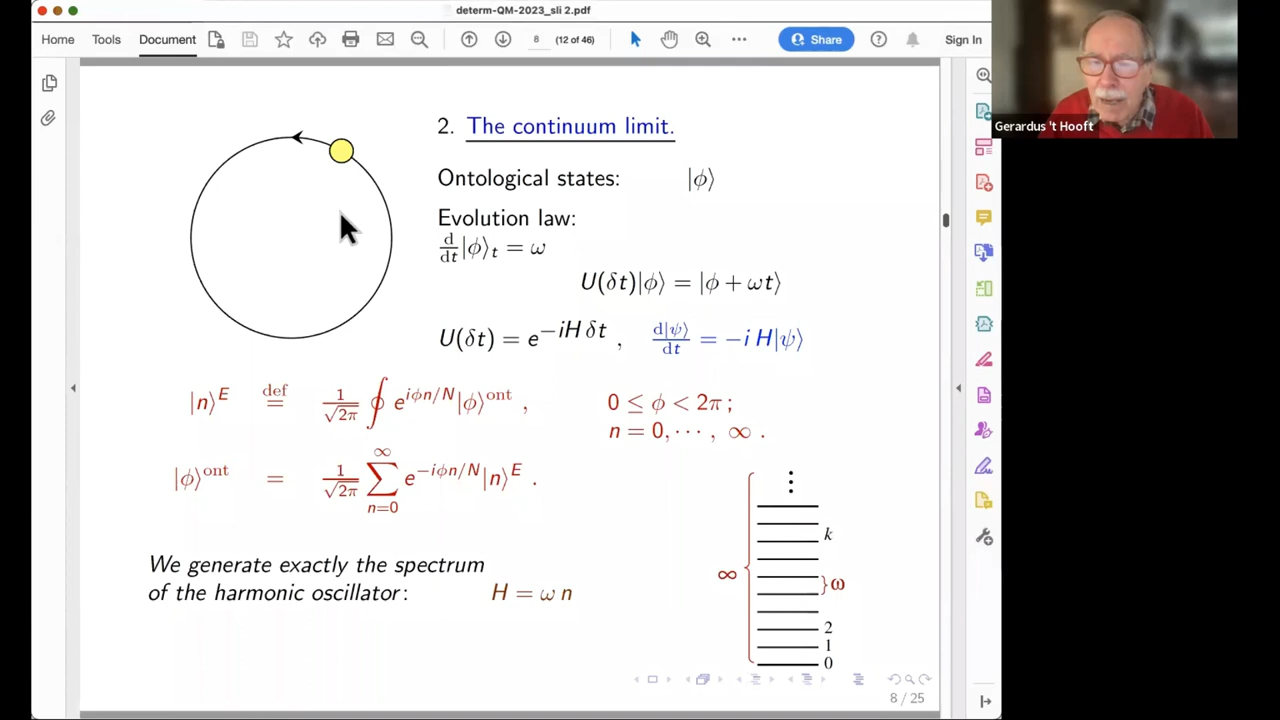 determ-QM-2023_sli 2.pdf
Home Tools Document 8 (12 of 46) Share Sign In
Gerardus 't Hooft
2. The continuum limit.
Ontological states: |ϕ⟩
Evolution law:
d/dt |ϕ⟩t = ω
U(δt)|ϕ⟩ = |ϕ + ωt⟩
U(δt) = e^{−iH δt} , d|ψ⟩/dt = −i H|ψ⟩
|n⟩^E def= 1/√2π ∮ e^{iϕn/N}|ϕ⟩^ont , 0 ≤ ϕ < 2π ;
n = 0, ⋯ , ∞ .
|ϕ⟩^ont = 1/√2π ∑_{n=0}^{∞} e^{−iϕn/N}|n⟩^E .
k
We generate exactly the spectrum
∞ }ω
of the harmonic oscillator: H = ω n
2
1
0
8 / 25